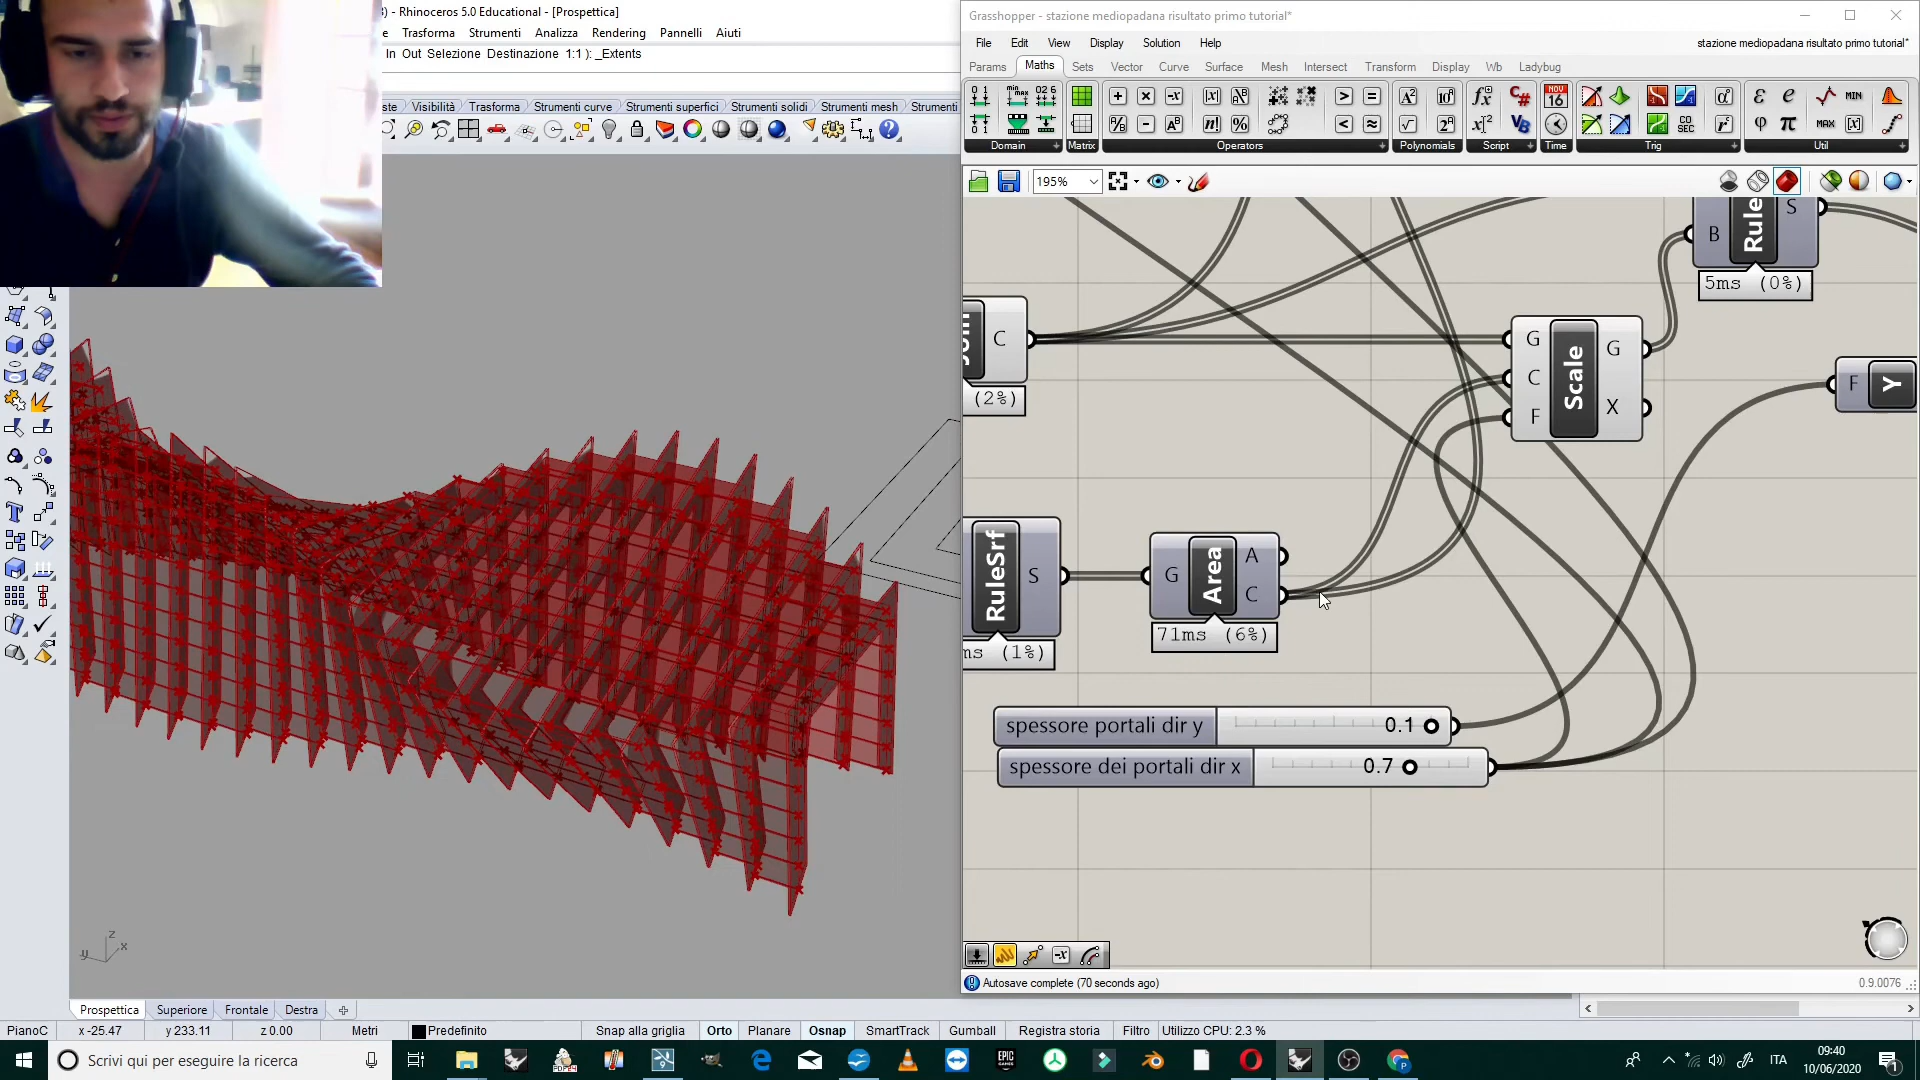 ) - Rhinoceros 5.0 Educational - [Prospettica]
e Trasforma Strumenti Analizza Rendering Pannelli Aiuti
In Out Selezione Destinazione 1:1 ): _Extents
ste Visibilità Trasforma Strumenti curve Strumenti superfici Strumenti solidi Strumenti mesh Strumenti
Grasshopper - stazione mediopadana risultato primo tutorial*
File Edit View Display Solution Help
stazione mediopadana risultato primo tutorial*
Params Maths Sets Vector Curve Surface Mesh Intersect Transform Display Wb Ladybug
Domain Matrix Operators Polynomials Script Time Trig Util
195%
Rule
B
S
5ms (0%)
C
(2%)
G
C
F
Scale
G
X
F
Y
RuleSrf
S
ms (1%)
G
Area
A
C
71ms (6%)
spessore portali dir y 0.1
spessore dei portali dir x 0.7
Autosave complete (70 seconds ago)
0.9.0076
z
y
x
Prospettica Superiore Frontale Destra
PianoC x -25.47 y 233.11 z 0.00 Metri Predefinito Snap alla griglia Orto Planare Osnap SmartTrack Gumball Registra storia Filtro Utilizzo CPU: 2.3 %
Scrivi qui per eseguire la ricerca
ITA
09:40
10/06/2020